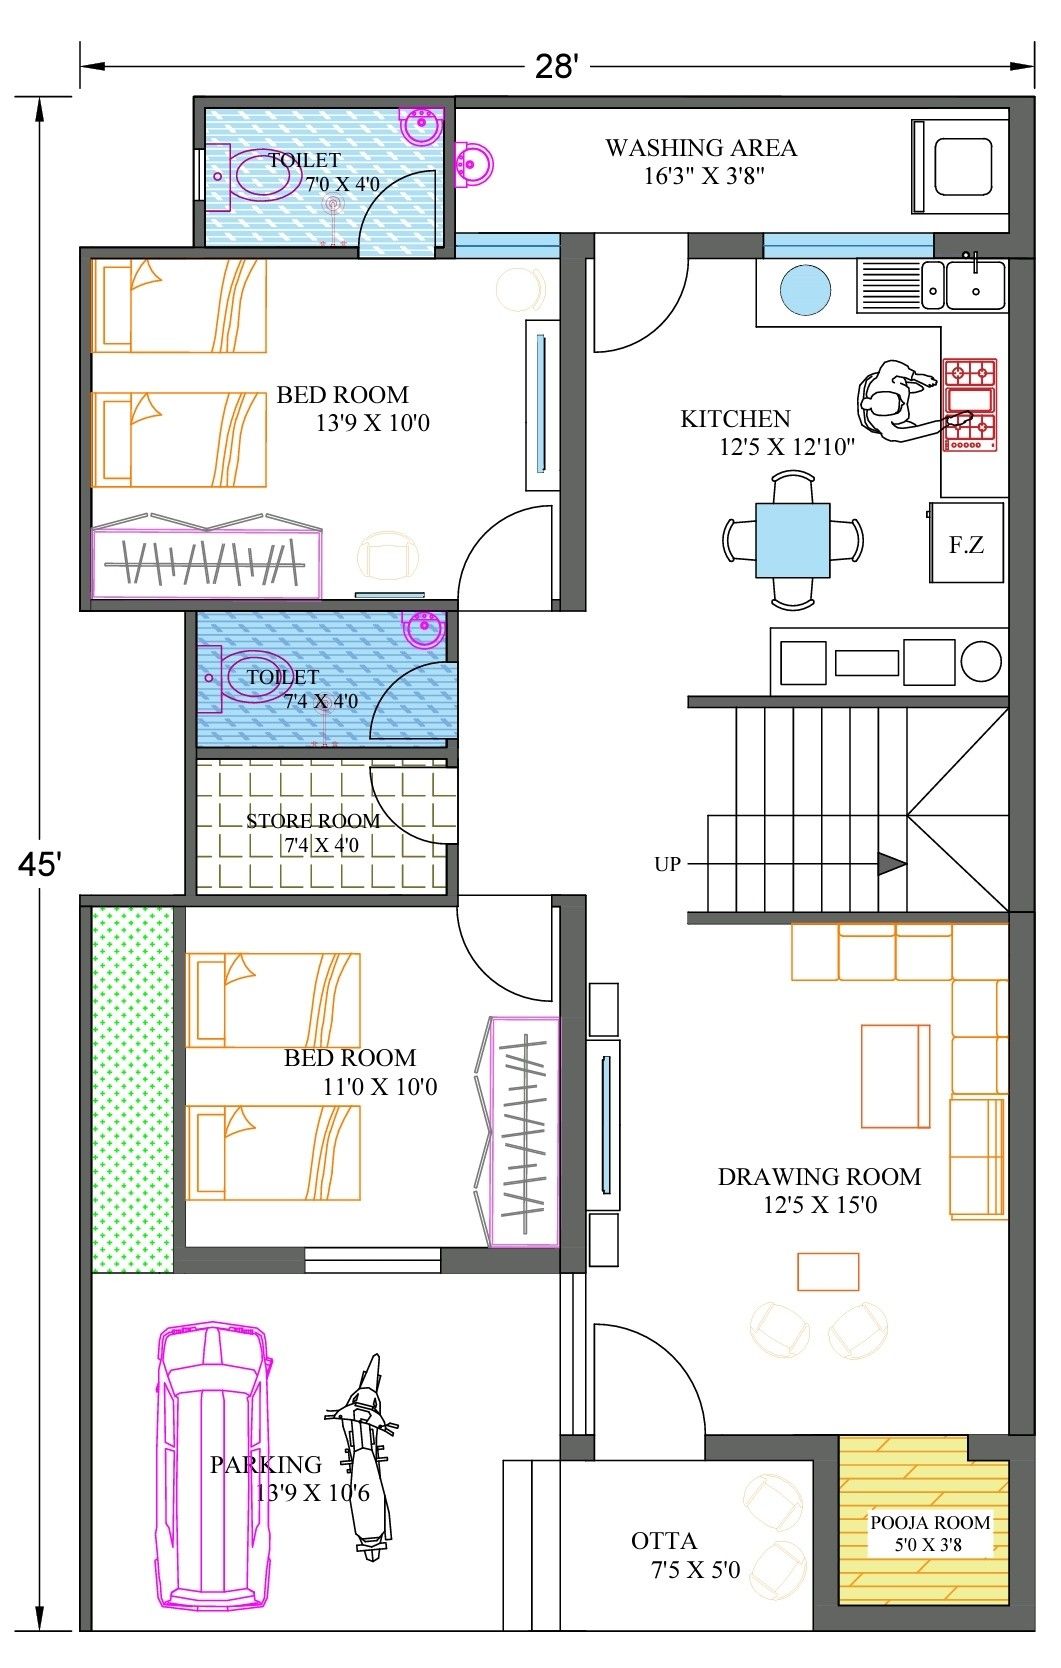 28'
TOILET
7'0 X 4'0
WASHING AREA
16'3" X 3'8"
BED ROOM
13'9 X 10'0
KITCHEN
12'5 X 12'10"
F.Z
TOILET
7'4 X 4'0
STORE ROOM
7'4 X 4'0
45'
UP
BED ROOM
11'0 X 10'0
DRAWING ROOM
12'5 X 15'0
PARKING
13'9 X 10'6
OTTA
7'5 X 5'0
POOJA ROOM
5'0 X 3'8